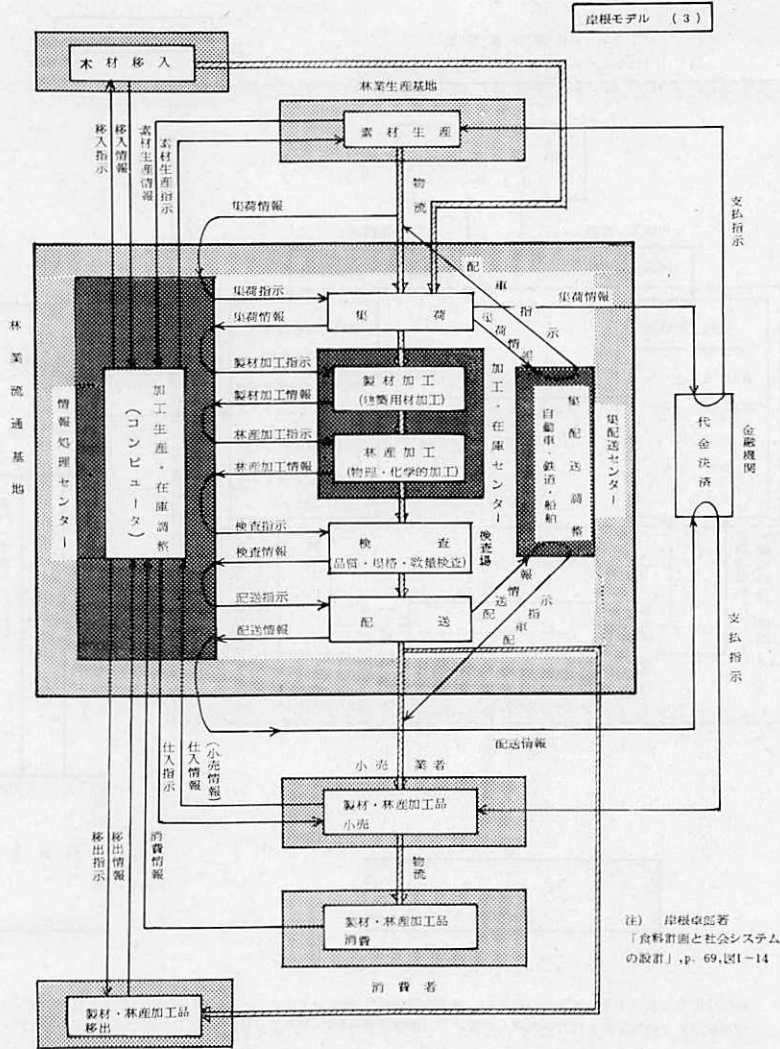 岸根モデル (3)
木材移入
林業生産基地
素材生産
移入指示
移入情報
素材生産情報
素材生産指示
物流
支払指示
集荷情報
配車指示
集荷情報
集荷指示
集荷情報
集荷
集荷情報
林業流通基地
製材加工指示
製材加工情報
製材加工
(建築用材加工)
加工・在庫センター
林産加工指示
林産加工情報
林産加工
(物理・化学的加工)
情報処理センター
加工生産・在庫調整
(コンピュータ)
集配送調整
自動車・鉄道・船舶
集配送センター
代金決済
金融機関
検査指示
検査情報
検査
(品質・規格・数量検査)
検査場
配送指示
配送情報
配送
配送情報
配車指示
支払指示
配送情報
仕入指示
仕入情報
(小売情報)
小売業者
製材・林産加工品
小売
移出指示
移出情報
消費情報
物流
製材・林産加工品
消費
消費者
製材・林産加工品
移出
注) 岸根卓郎著
「食料計画と社会システム
の設計」,p. 69,図1-14